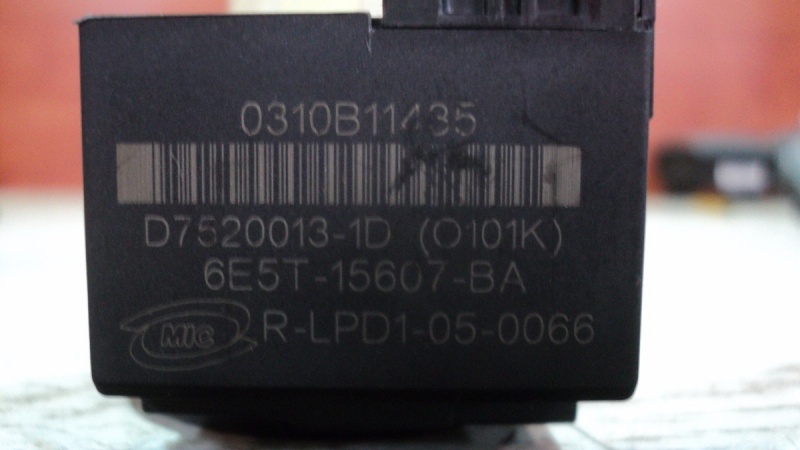 0310B11435
D7520013-1D (O101K)
6E5T-15607-BA
MIC R-LPD1-05-0066